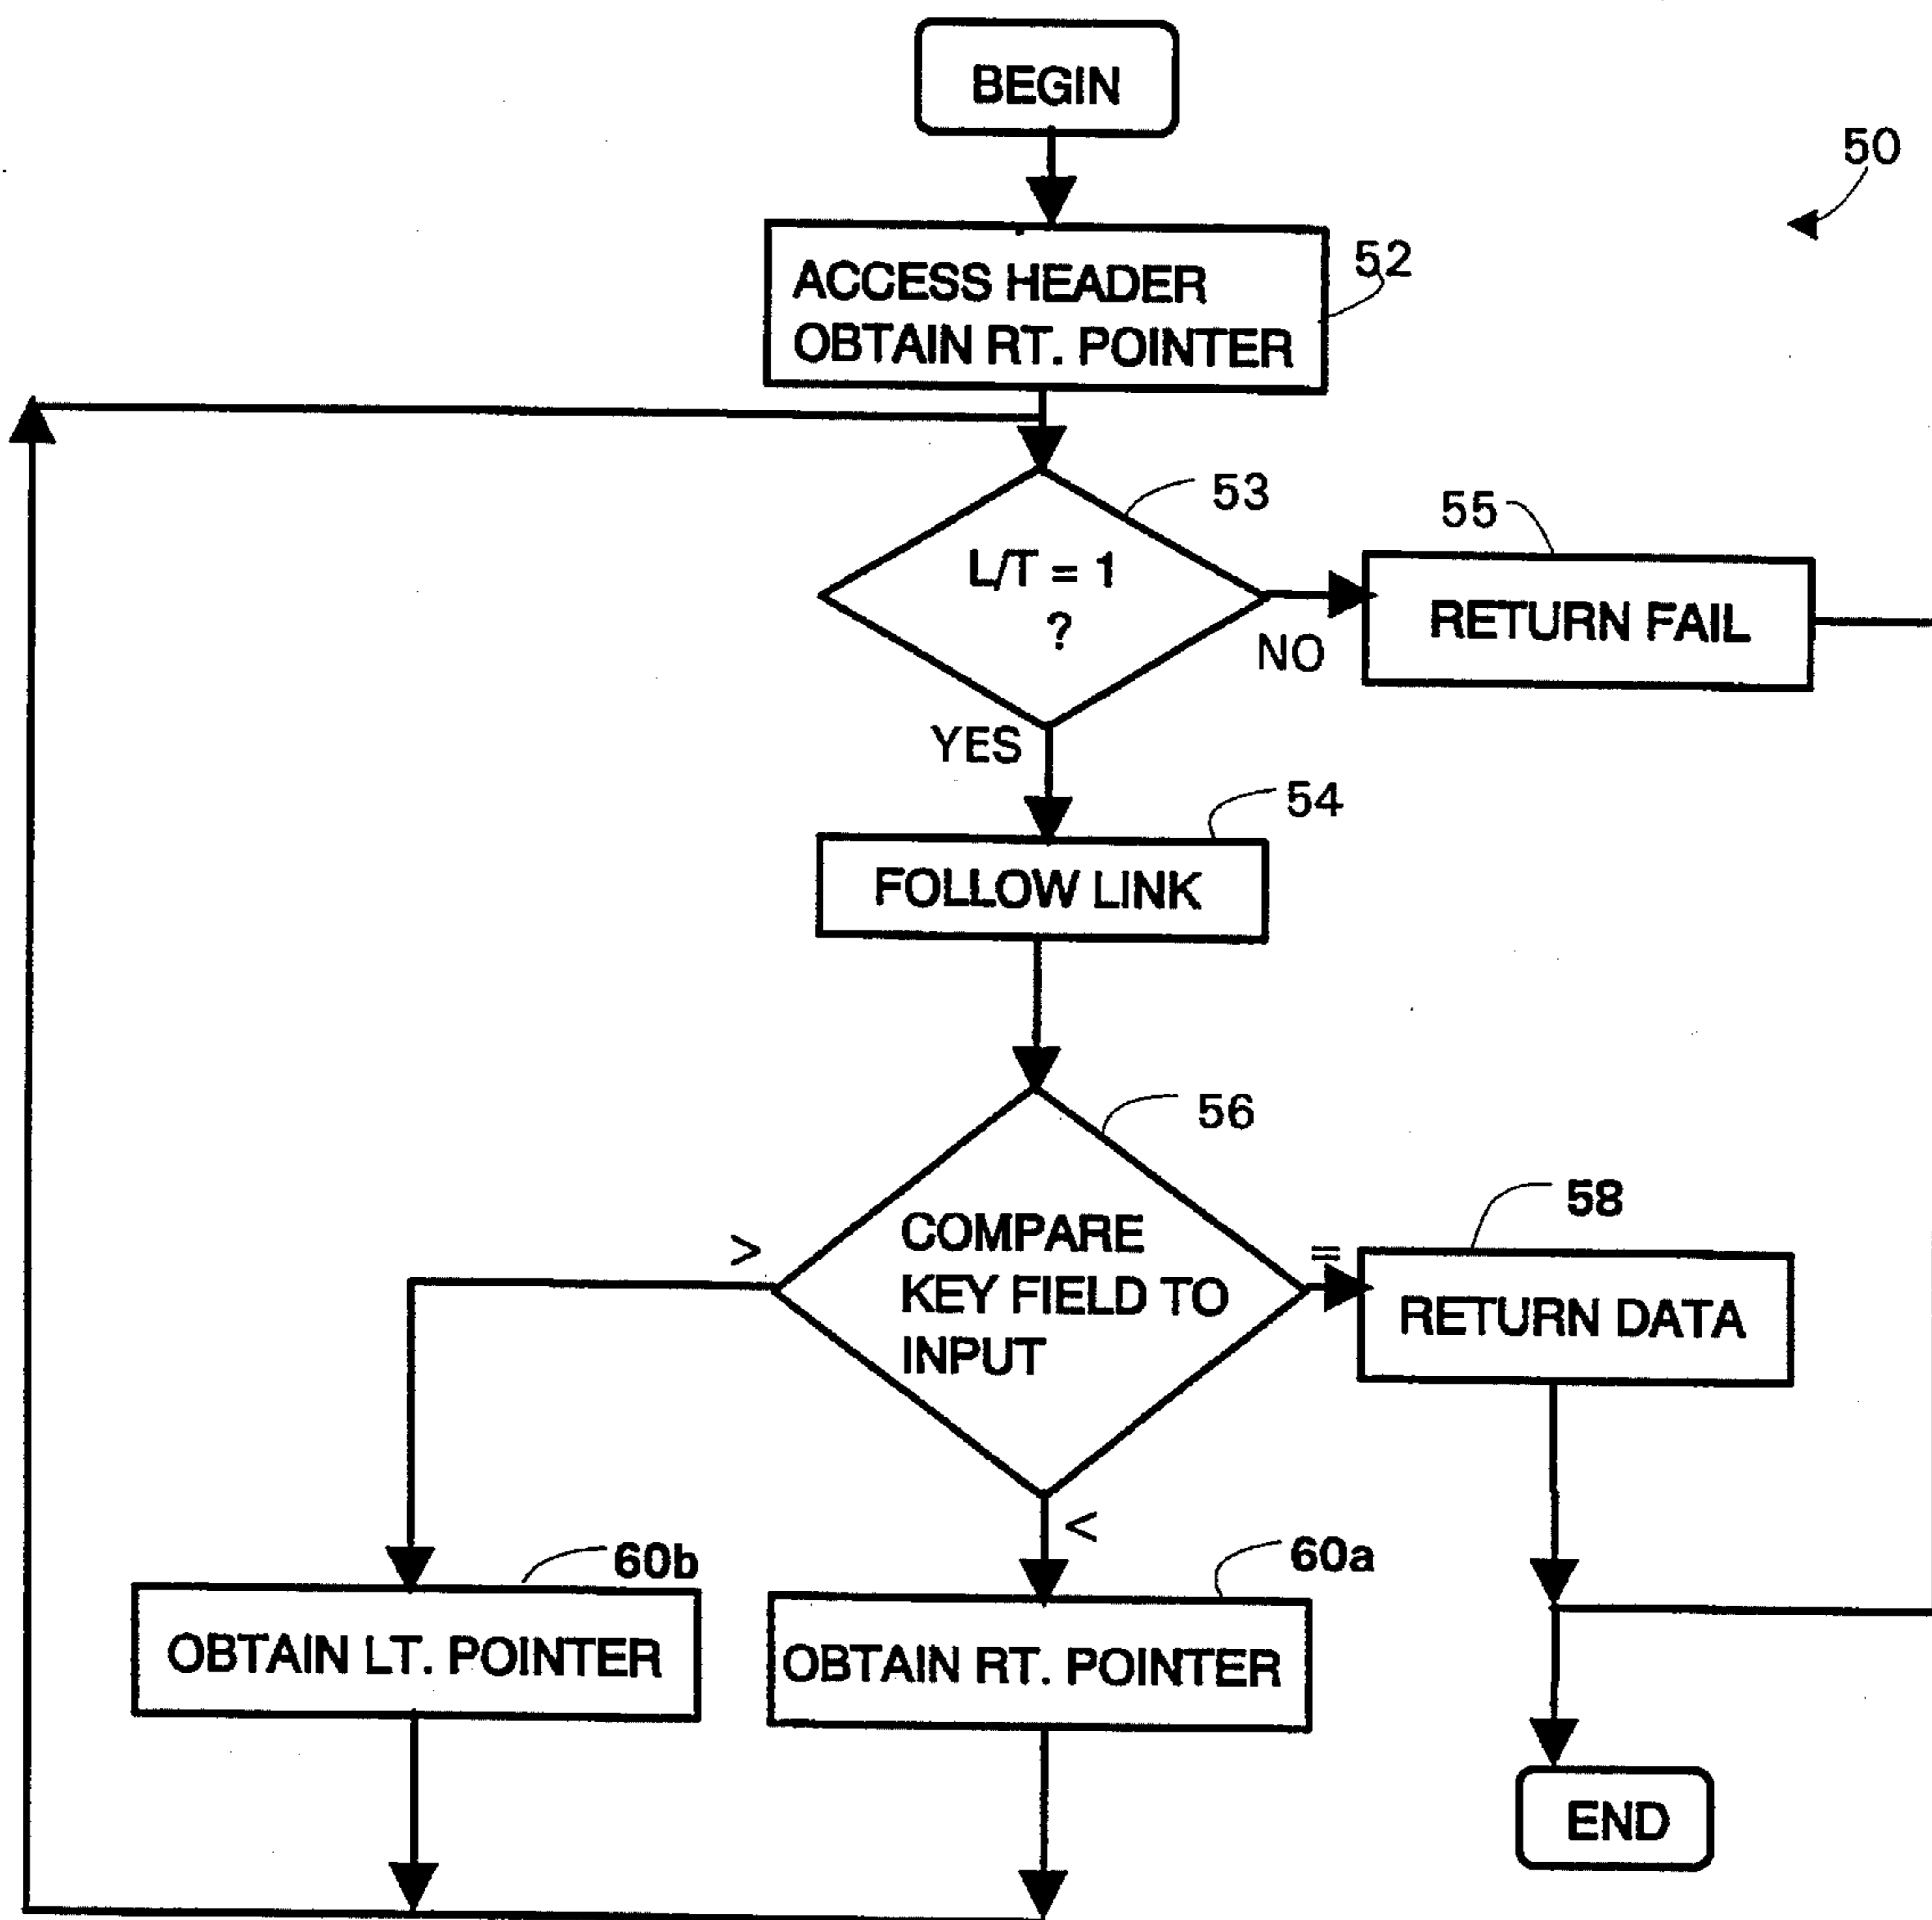 BEGIN
50
52
ACCESS HEADER
OBTAIN RT. POINTER
53
L/T = 1
?
NO
55
RETURN FAIL
YES
54
FOLLOW LINK
56
COMPARE
KEY FIELD TO
INPUT
>
=
<
58
RETURN DATA
60b
OBTAIN LT. POINTER
60a
OBTAIN RT. POINTER
END